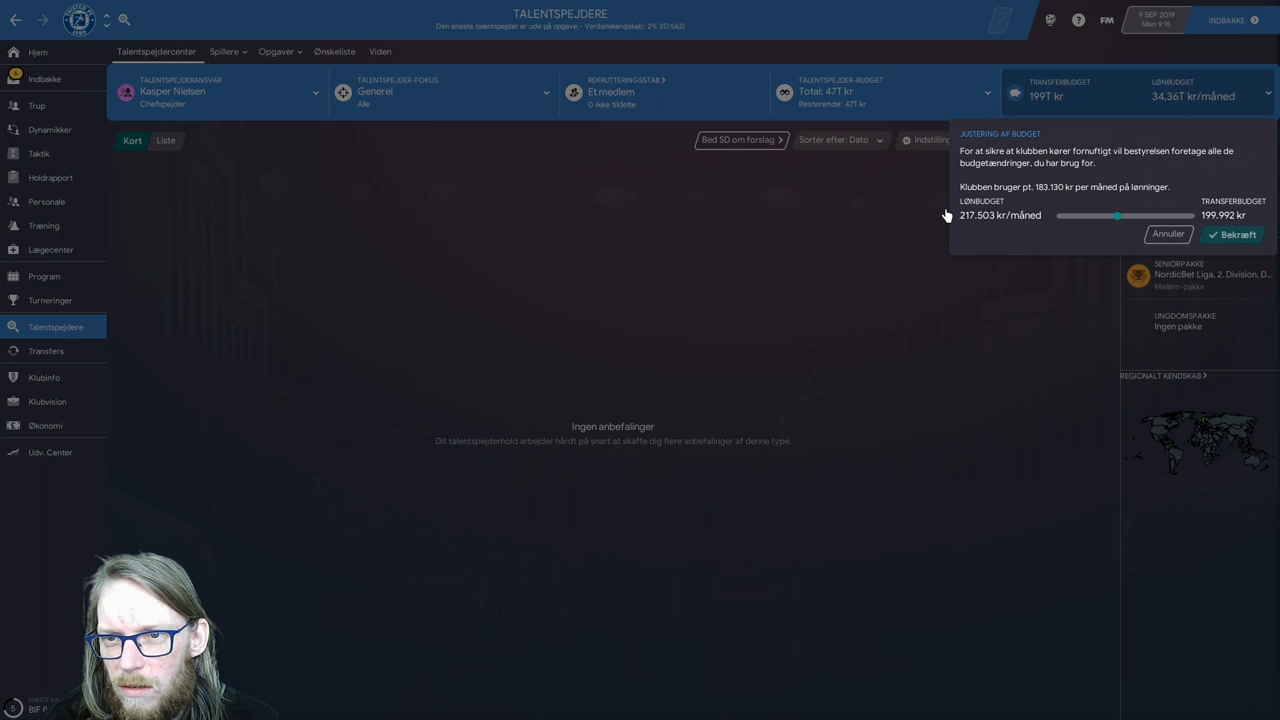 TALENTSPEJDERE
Den eneste talentspejder er ude på opgave - Verdenskendskab: 2% (ID:562)
FM
9 SEP 2019
Man 9:15
INDBAKKE
Hjem
6
Indbakke
Trup
Dynamikker
Taktik
Holdrapport
Personale
Træning
Lægecenter
Program
Turneringer
Talentspejdere
Transfers
Klubinfo
Klubvision
Økonomi
Udv. Center
Talentspejdercenter
Spillere
Opgaver
Ønskeliste
Viden
TALENTSPEJDERANSVAR
Kasper Nielsen
Chefspejder
TALENTSPEJDER-FOKUS
Generel
Alle
REKRUTTERINGSSTAB
Et medlem
0 ikke tildelte
TALENTSPEJDER-BUDGET
Total: 47T kr
Resterende: 47T kr
TRANSFERBUDGET
199T kr
LØNBUDGET
34,36T kr/måned
Kort
Liste
Bed SD om forslag
Sortér efter: Dato
JUSTERING AF BUDGET
For at sikre at klubben kører fornuftigt vil bestyrelsen foretage alle de
budgetændringer, du har brug for.
Klubben bruger pt. 183.130 kr per måned på lønninger.
LØNBUDGET
217.503 kr/måned
TRANSFERBUDGET
199.992 kr
Annuller
Bekræft
SENIORPAKKE
NordicBet Liga, 2. Division, D...
Mellem-pakke
UNGDOMSPAKKE
Ingen pakke
REGIONALT KENDSKAB
Ingen anbefalinger
Dit talentspejderhold arbejder hårdt på snart at skaffe dig flere anbefalinger af denne type.
5
BIF